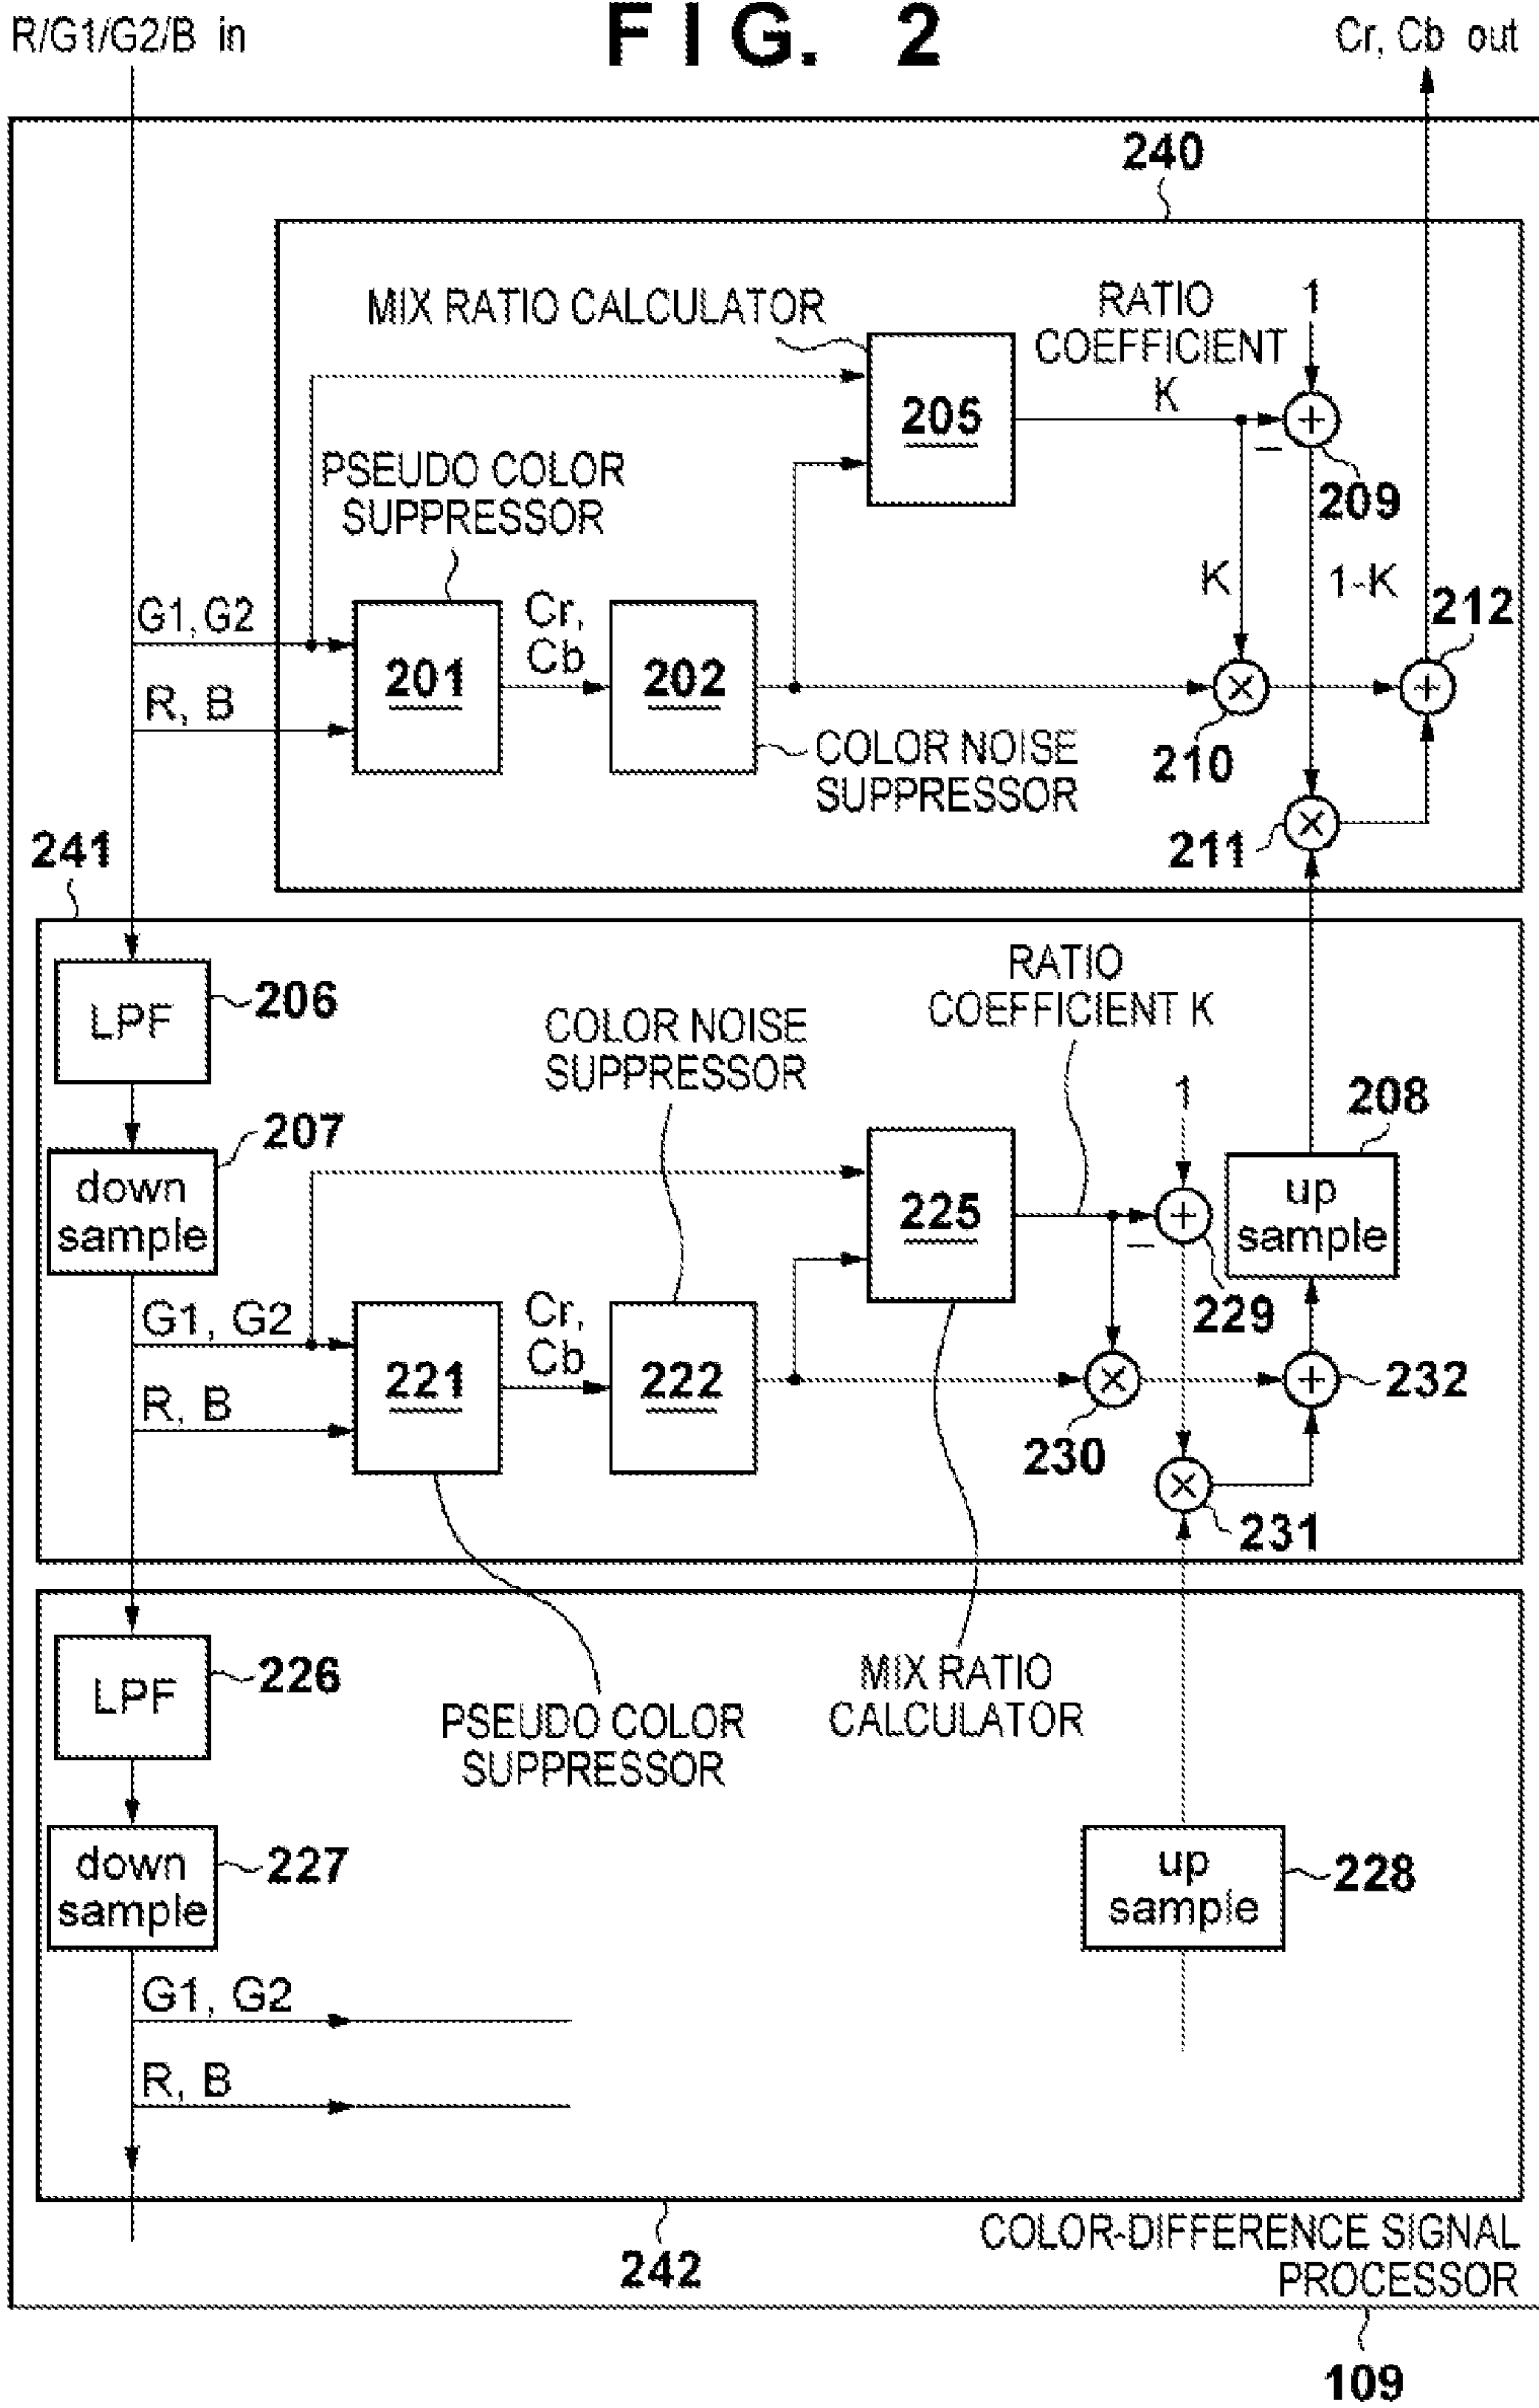 FIG. 2
R/G1/G2/B in
Cr, Cb out
240
MIX RATIO CALCULATOR
RATIO
COEFFICIENT
K
1
205
PSEUDO COLOR
SUPPRESSOR
−
209
K
1-K
212
G1, G2
R, B
201
Cr,
Cb
202
210
COLOR NOISE
SUPPRESSOR
211
241
LPF
206
RATIO
COEFFICIENT K
COLOR NOISE
SUPPRESSOR
1
208
207
down
sample
up
sample
225
−
229
G1, G2
R, B
221
Cr,
Cb
222
230
232
231
LPF
226
PSEUDO COLOR
SUPPRESSOR
MIX RATIO
CALCULATOR
down
sample
227
up
sample
228
G1, G2
R, B
242
COLOR-DIFFERENCE SIGNAL
PROCESSOR
109